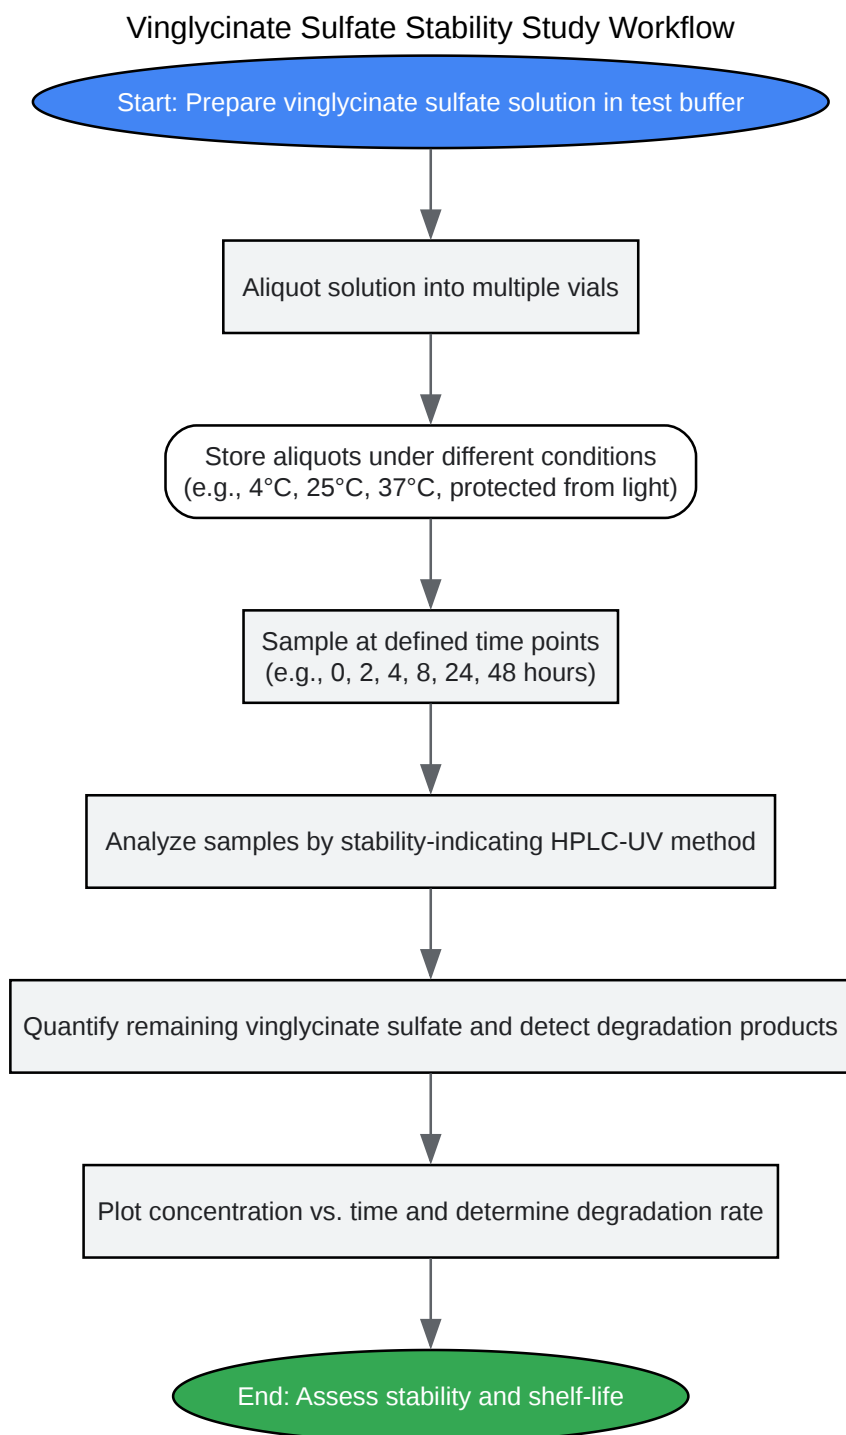 Vinglycinate Sulfate Stability Study Workflow
Start: Prepare vinglycinate sulfate solution in test buffer
Aliquot solution into multiple vials
Store aliquots under different conditions
(e.g., 4°C, 25°C, 37°C, protected from light)
Sample at defined time points
(e.g., 0, 2, 4, 8, 24, 48 hours)
Analyze samples by stability-indicating HPLC-UV method
Quantify remaining vinglycinate sulfate and detect degradation products
Plot concentration vs. time and determine degradation rate
End: Assess stability and shelf-life